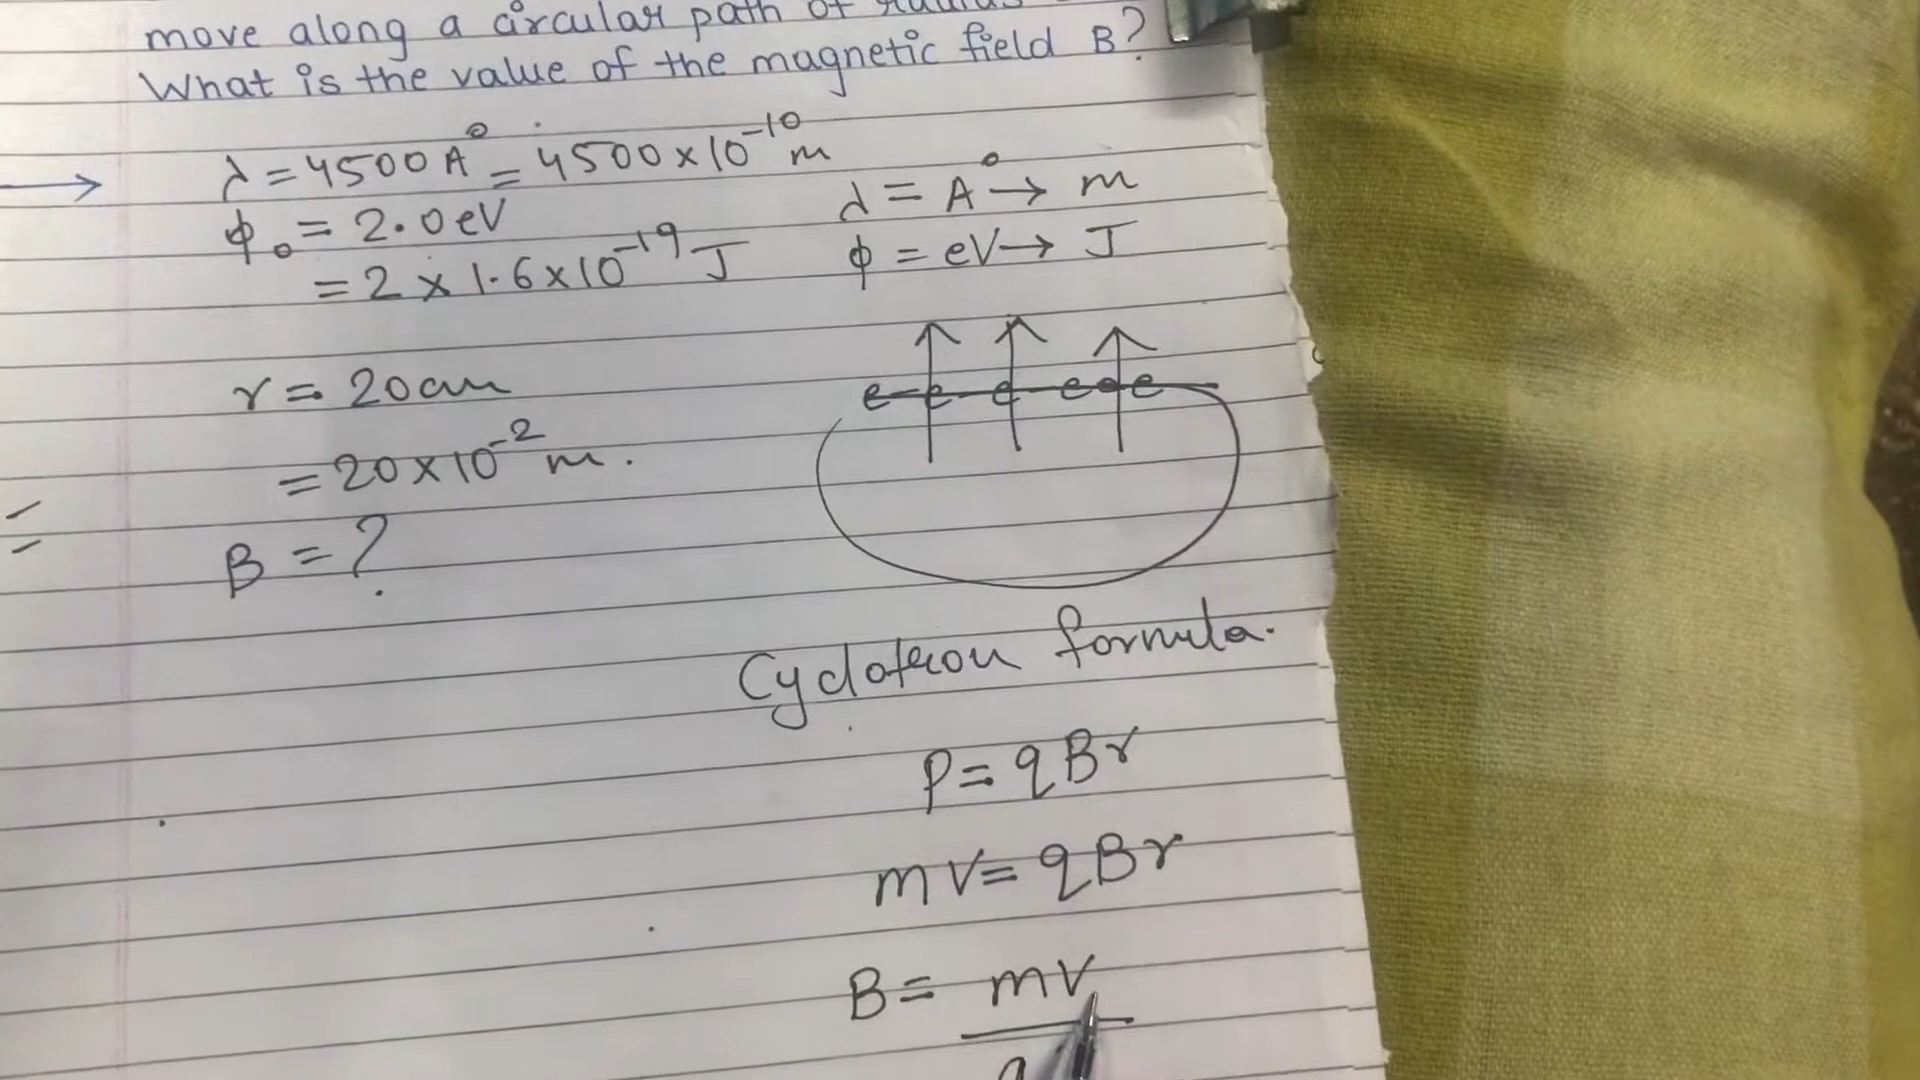 move along a circular path of radius
What is the value of the magnetic field B?
λ = 4500 A° = 4500 × 10⁻¹⁰ m
λ = A° → m
ϕ₀ = 2.0 eV
ϕ = eV → J
= 2 × 1.6 × 10⁻¹⁹ J
r = 20 cm
e e e e e e
= 20 × 10⁻² m.
B = ?
Cyclotron formula.
P = qBr
mv = qBr
B = mv